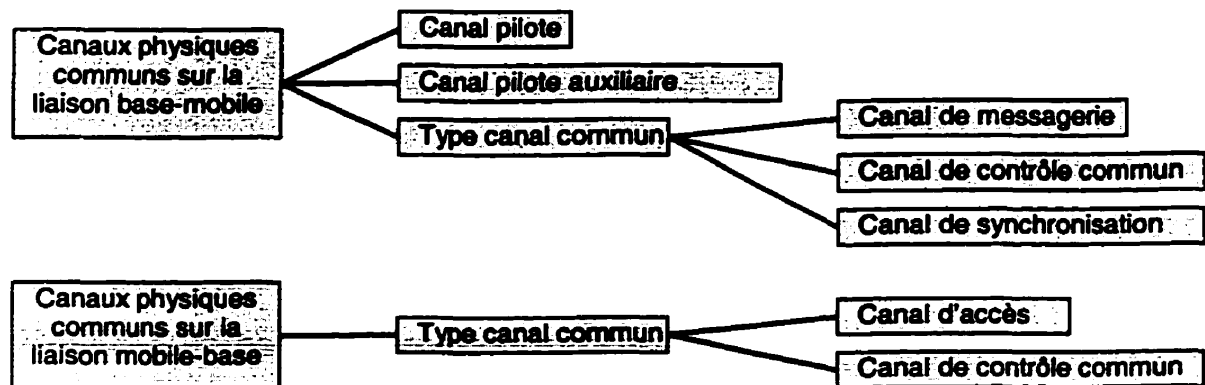 Canaux physiques
communs sur la
liaison base-mobile
Canal pilote
Canal pilote auxiliaire
Type canal commun
Canal de messagerie
Canal de contrôle commun
Canal de synchronisation
Canaux physiques
communs sur la
liaison mobile-base
Type canal commun
Canal d'accès
Canal de contrôle commun